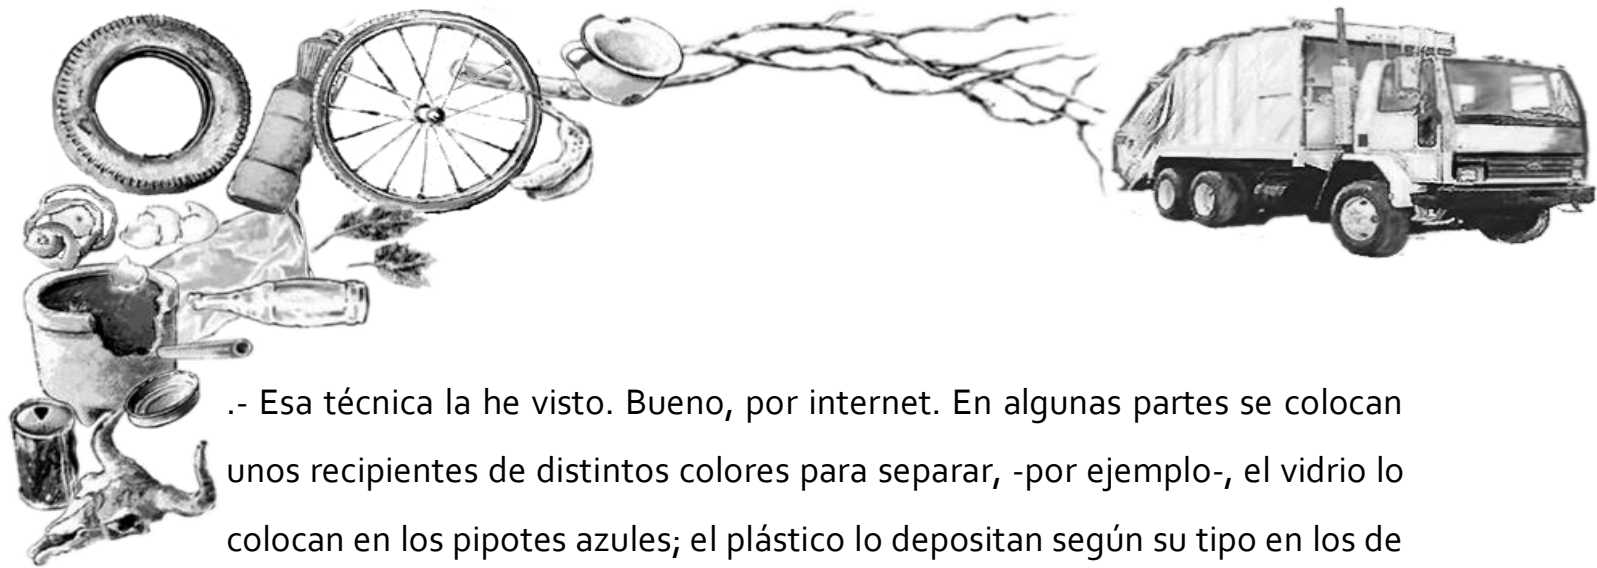 .- Esa técnica la he visto. Bueno, por internet. En algunas partes se colocan
unos recipientes de distintos colores para separar, -por ejemplo-, el vidrio lo
colocan en los pipotes azules; el plástico lo depositan según su tipo en los de